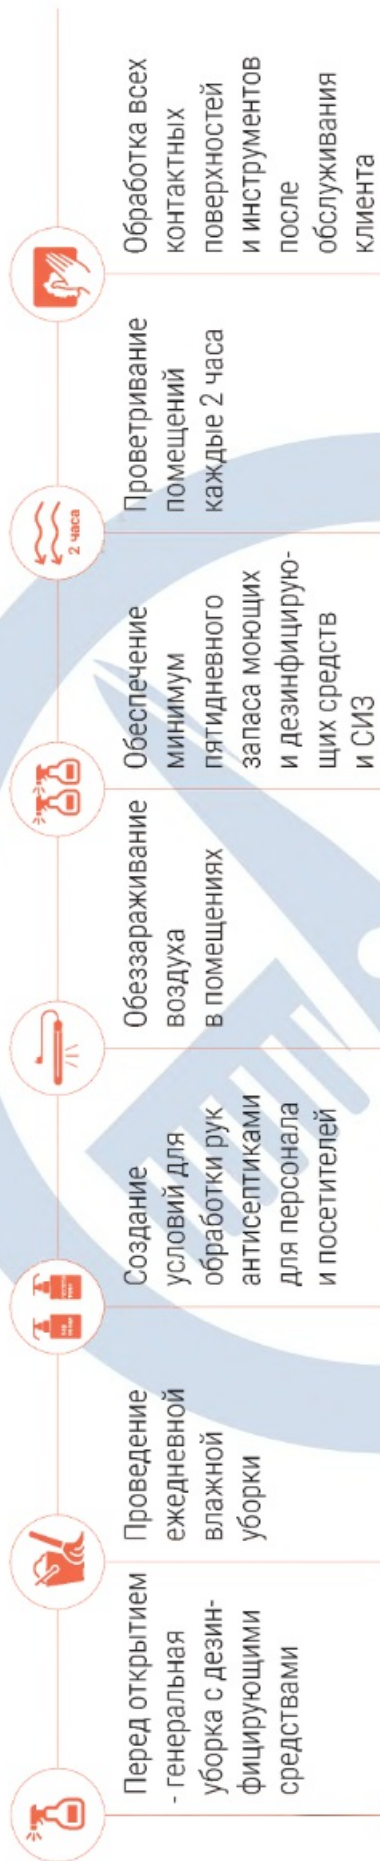 Перед открытием
- генеральная
уборка с дезин-
фицирующими
средствами
Проведение
ежедневной
влажной
уборки
Создание
условий для
обработки рук
антисептиками
для персонала
и посетителей
Обеззараживание
воздуха
в помещениях
Обеспечение
минимум
пятидневного
запаса моющих
и дезинфицирую-
щих средств
и СИЗ
2 часа
Проветривание
помещений
каждые 2 часа
Обработка всех
контактных
поверхностей
и инструментов
после
обслуживания
клиента